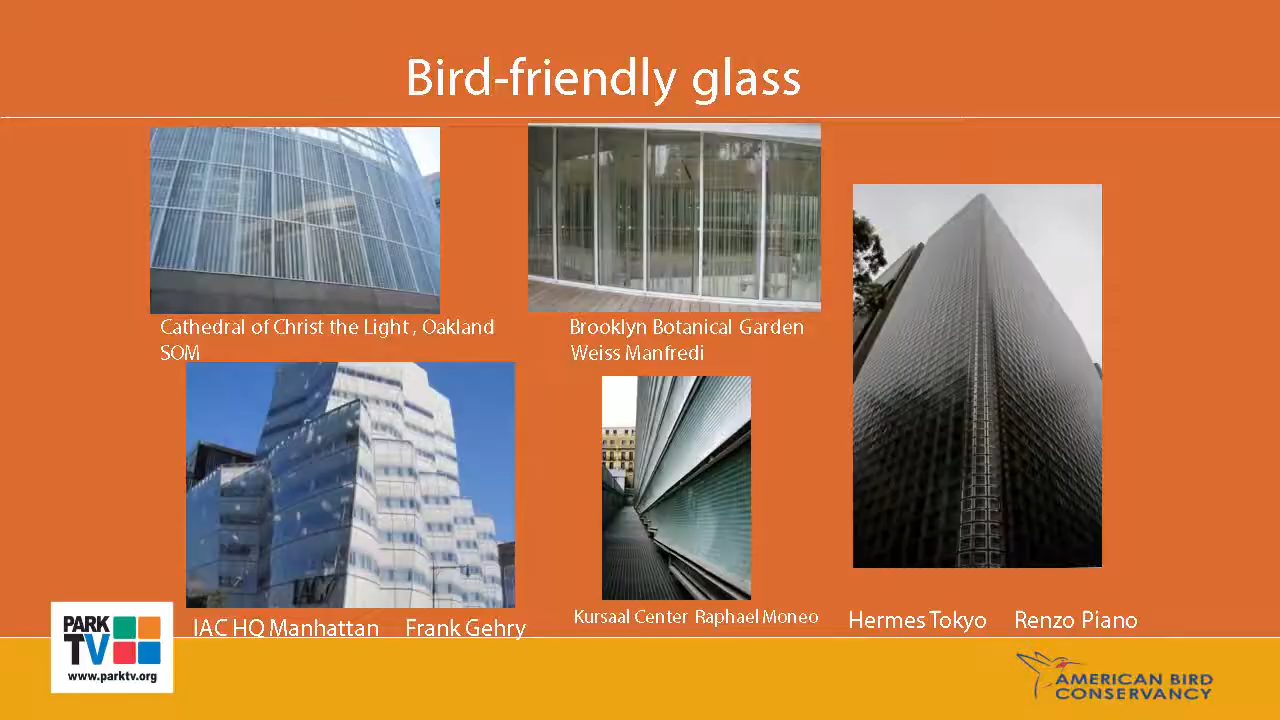 Bird-friendly glass
Cathedral of Christ the Light , Oakland
SOM
Brooklyn Botanical Garden
Weiss Manfredi
IAC HQ Manhattan Frank Gehry
Kursaal Center Raphael Moneo
Hermes Tokyo Renzo Piano
PARK
TV
www.parktv.org
AMERICAN BIRD
CONSERVANCY